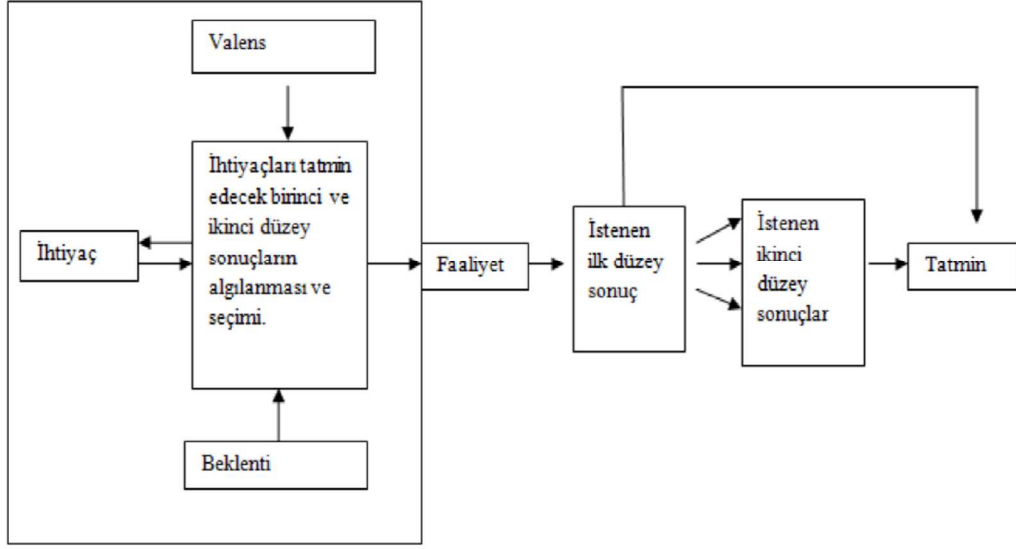 Valens
İhtiyaçları tatmin
edecek birinci ve
ikinci düzey
sonuçların
algılanması ve
seçimi.
İhtiyaç
Beklenti
Faaliyet
İstenen
ilk düzey
sonuç
İstenen
ikinci
düzey
sonuçlar
Tatmin